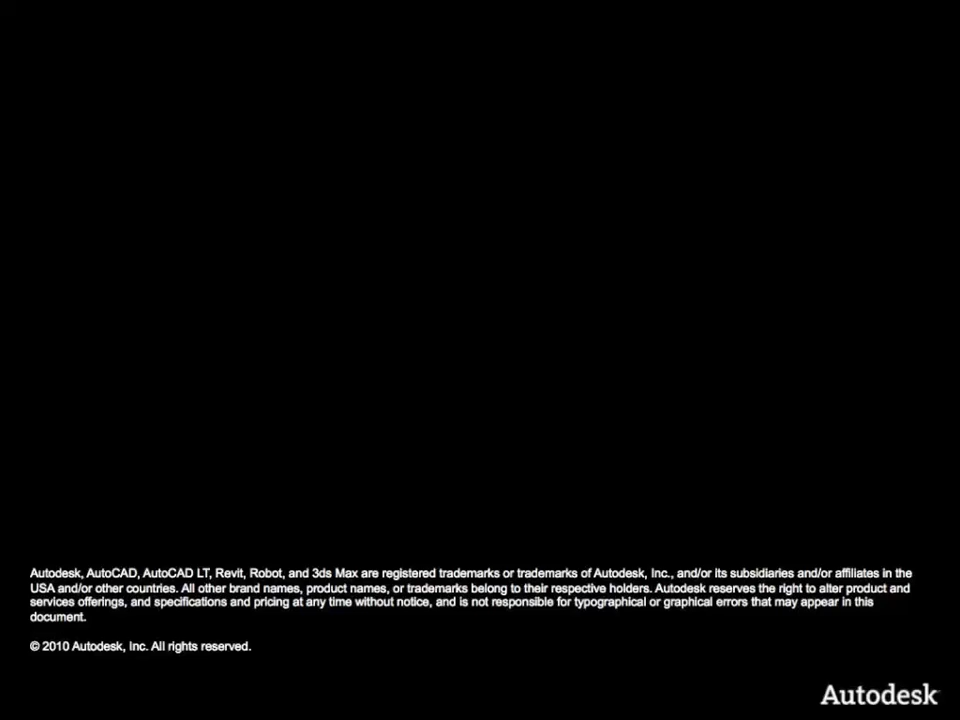 Autodesk, AutoCAD, AutoCAD LT, Revit, Robot, and 3ds Max are registered trademarks or trademarks of Autodesk, Inc., and/or its subsidiaries and/or affiliates in the
USA and/or other countries. All other brand names, product names, or trademarks belong to their respective holders. Autodesk reserves the right to alter product and
services offerings, and specifications and pricing at any time without notice, and is not responsible for typographical or graphical errors that may appear in this
document.
© 2010 Autodesk, Inc. All rights reserved.
Autodesk